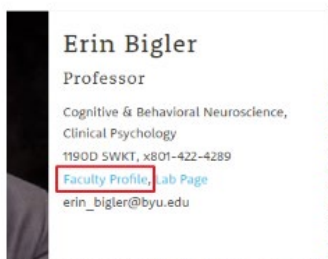 Erin Bigler
Professor
Cognitive & Behavioral Neuroscience,
Clinical Psychology
1190D SWKT, x801-422-4289
Faculty Profile, Lab Page
erin_bigler@byu.edu